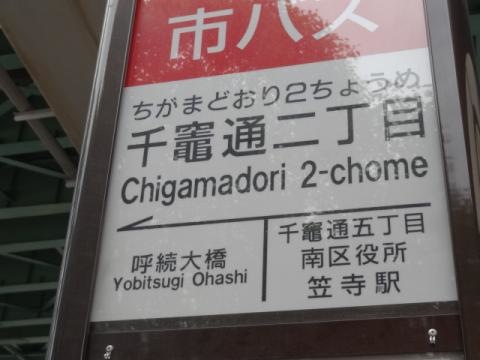 市バス
ちがまどおり2ちょうめ
千竈通二丁目
Chigamadori 2-chome
呼続大橋
Yobitsugi Ohashi
千竈通五丁目
南区役所
笠寺駅